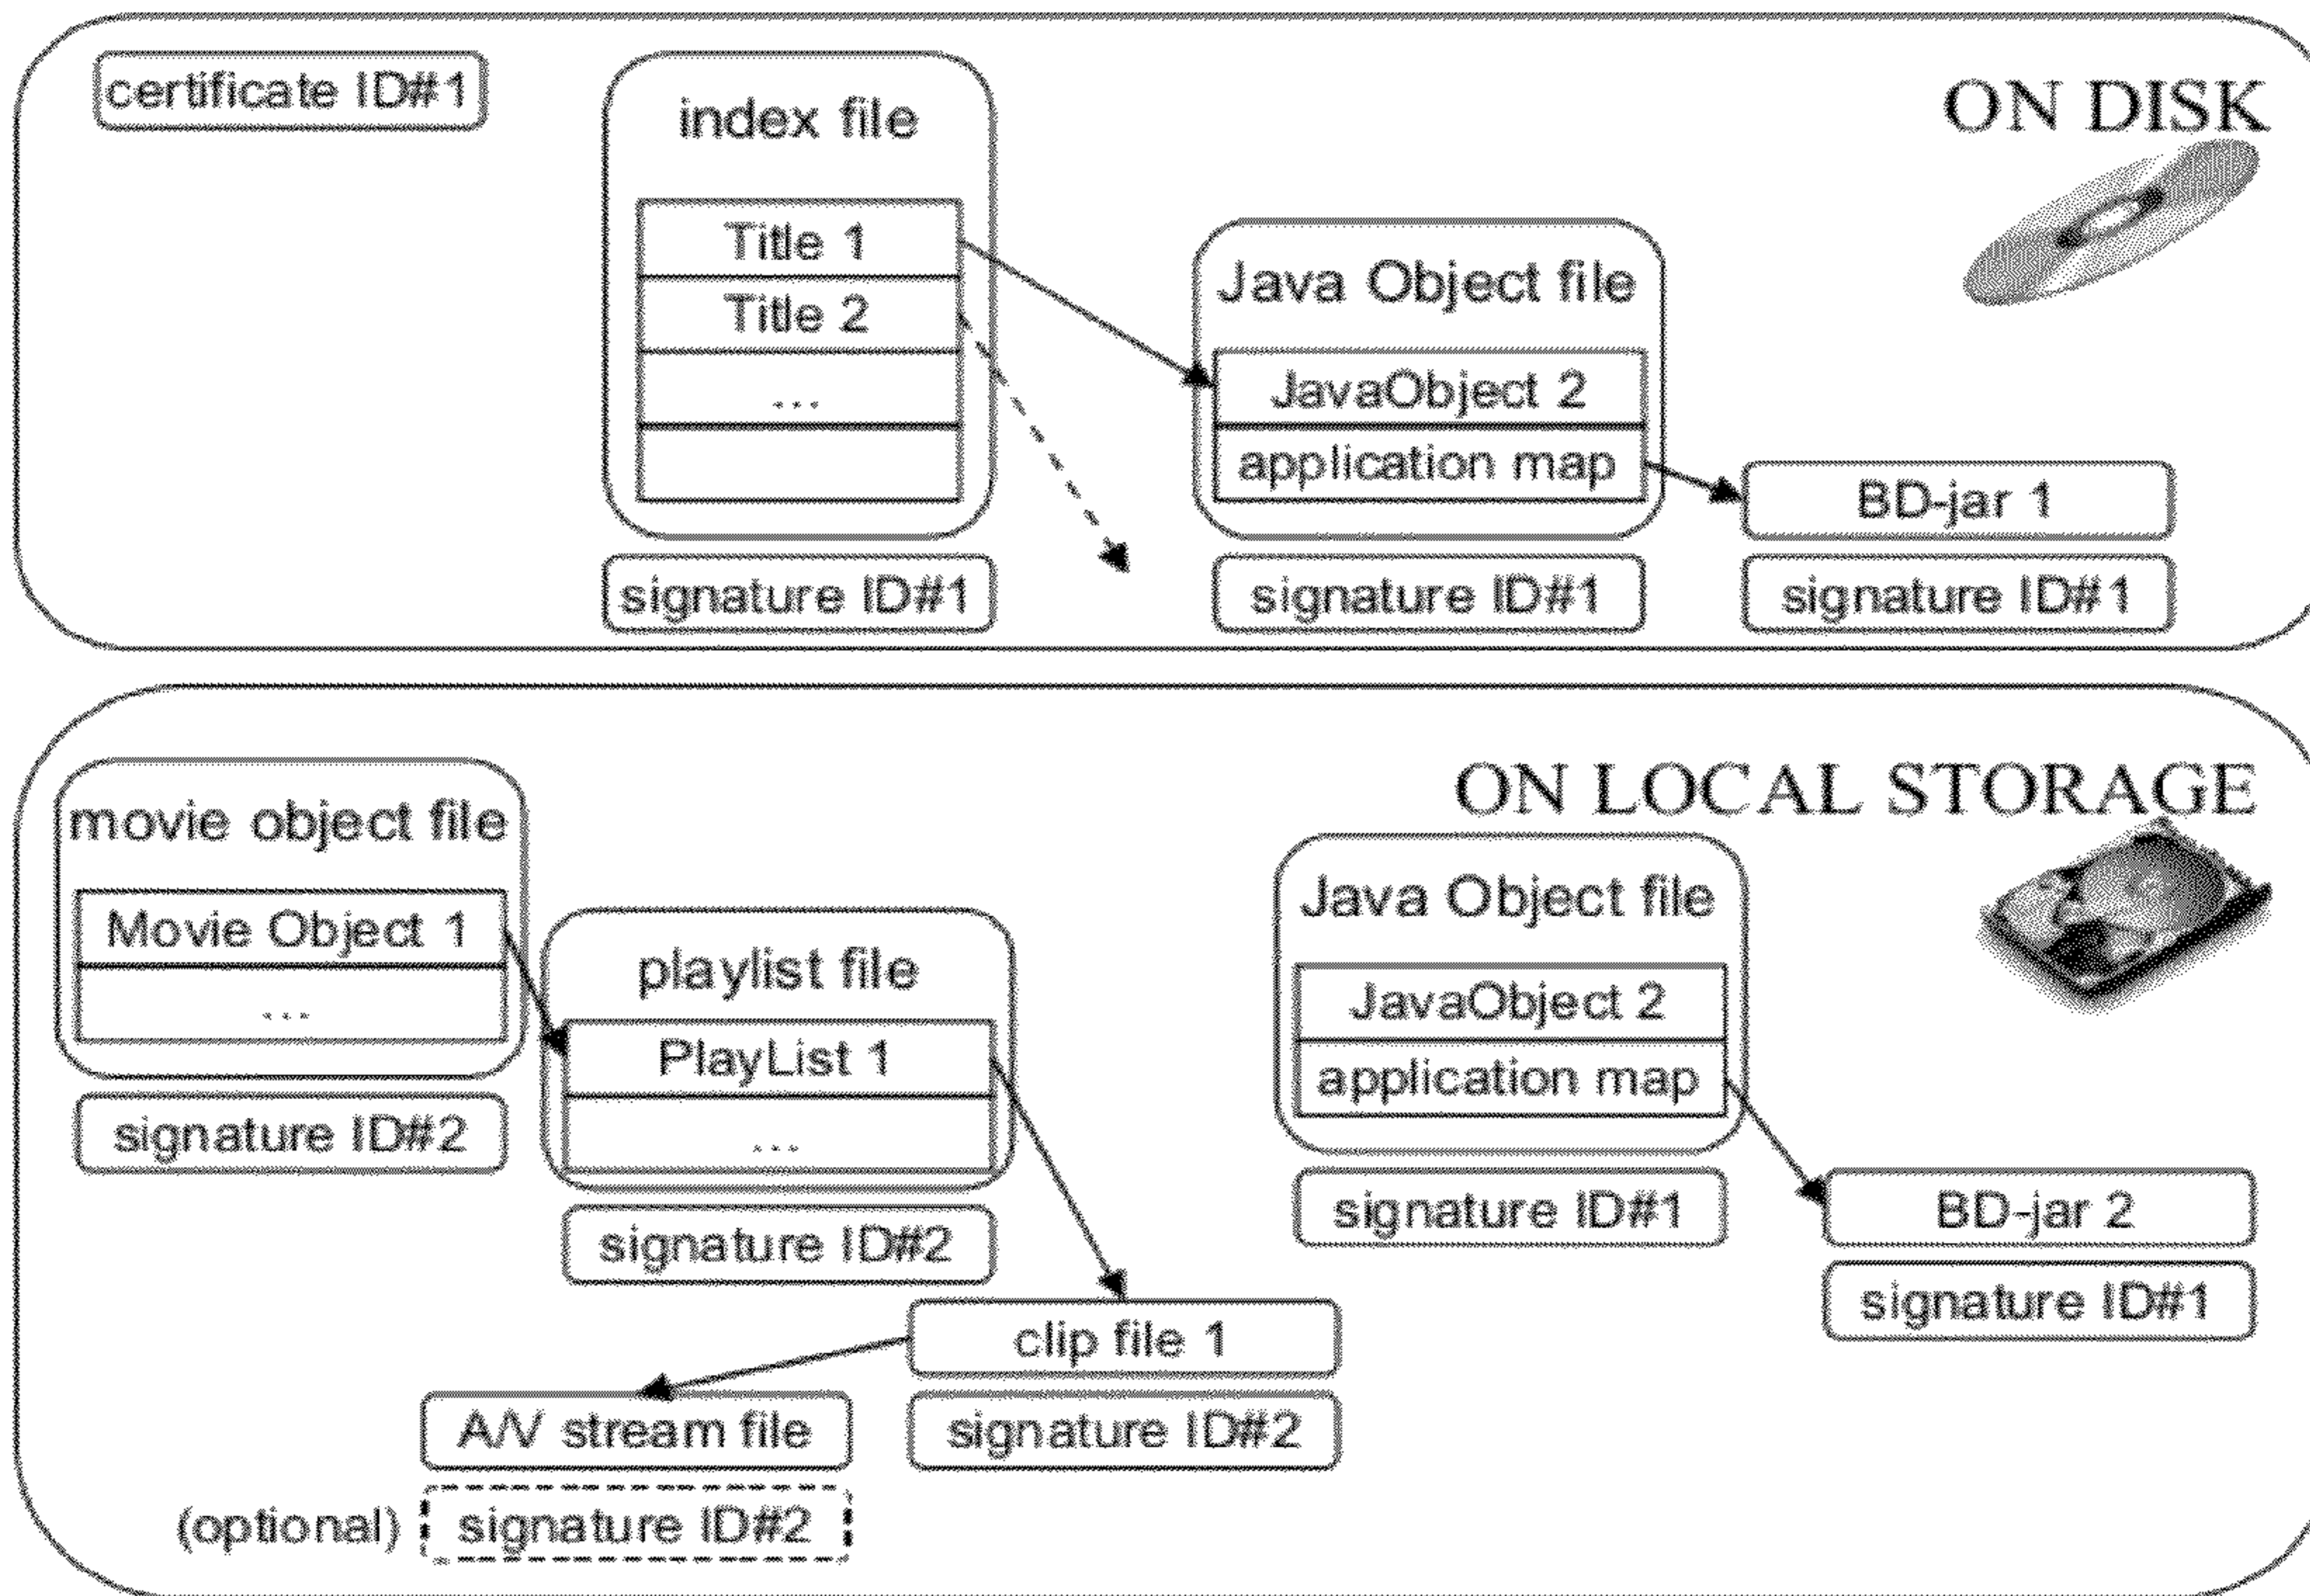 certificate ID#1
ON DISK
index file
Title 1
Title 2
...
signature ID#1
Java Object file
JavaObject 2
application map
signature ID#1
BD-jar 1
signature ID#1
ON LOCAL STORAGE
movie object file
Movie Object 1
...
signature ID#2
playlist file
PlayList 1
...
signature ID#2
clip file 1
signature ID#2
A/V stream file
(optional) signature ID#2
Java Object file
JavaObject 2
application map
signature ID#1
BD-jar 2
signature ID#1